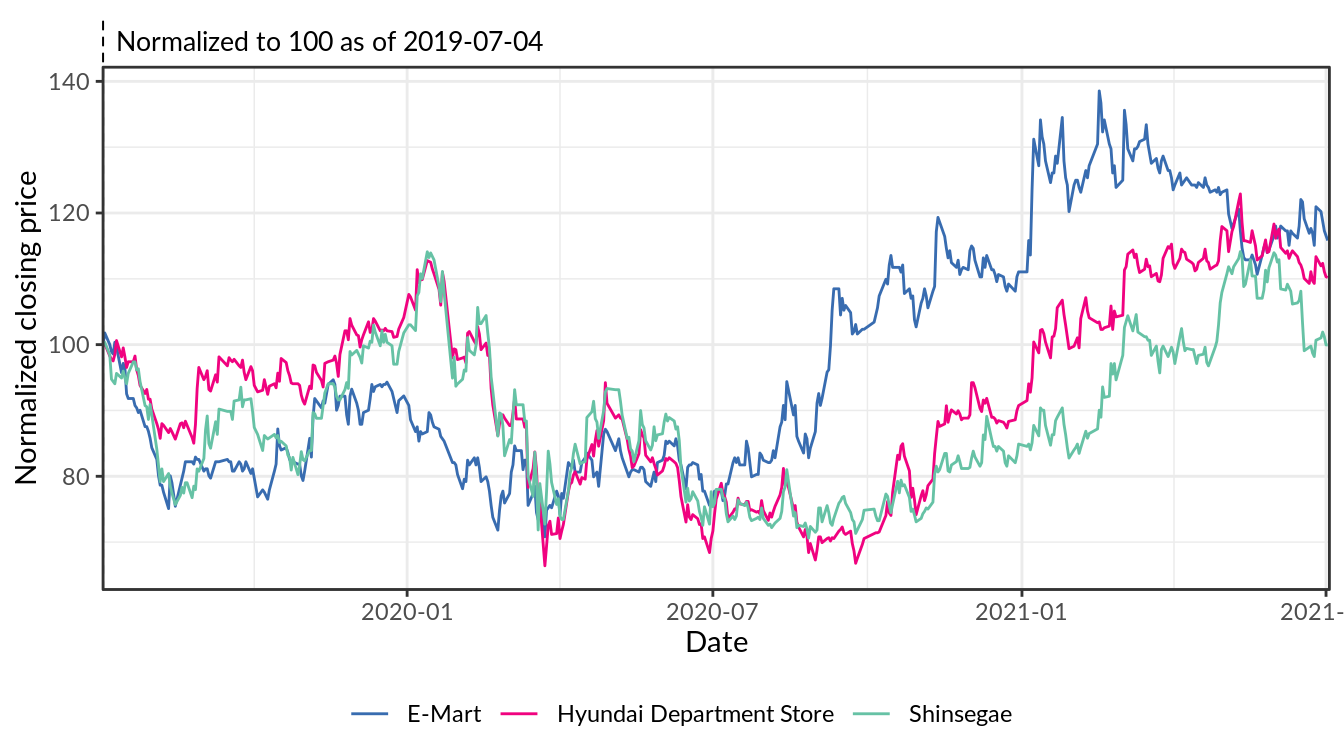 Normalized to 100 as of 2019-07-04
Normalized closing price
140
120
100
80
2020-01
2020-07
2021-01
2021-
Date
E-Mart
Hyundai Department Store
Shinsegae